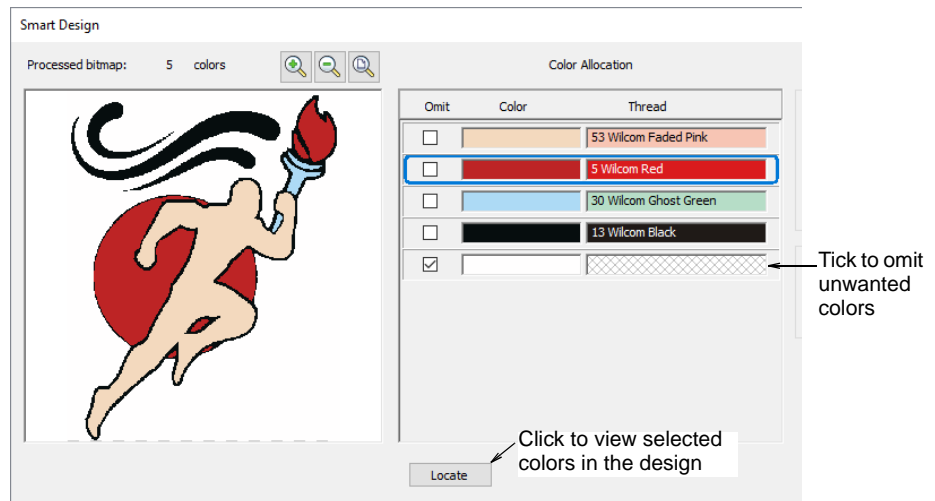 Smart Design
Processed bitmap: 5 colors
Color Allocation
Omit Color Thread
53 Wilcom Faded Pink
5 Wilcom Red
30 Wilcom Ghost Green
13 Wilcom Black
Tick to omit
unwanted
colors
Click to view selected
colors in the design
Locate